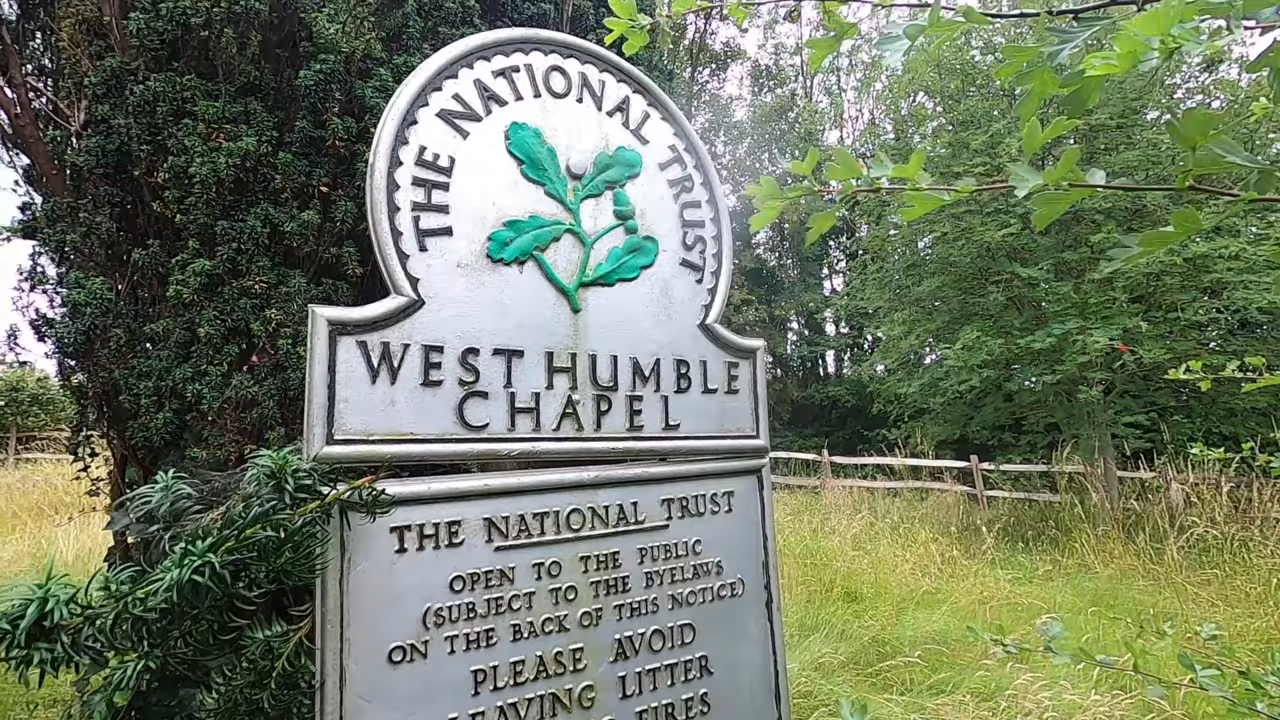 THE NATIONAL TRUST
WEST HUMBLE
CHAPEL
THE NATIONAL TRUST
OPEN TO THE PUBLIC
(SUBJECT TO THE BYELAWS
ON THE BACK OF THIS NOTICE)
PLEASE AVOID
LEAVING LITTER
FIRES